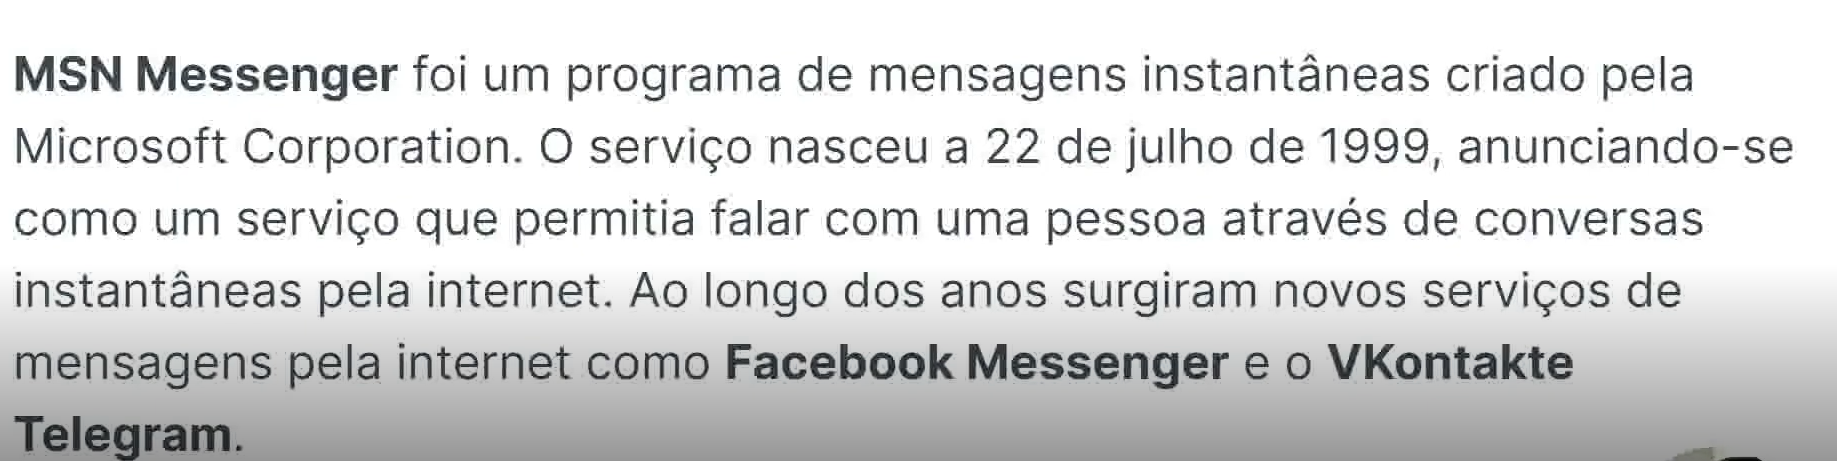 MSN Messenger foi um programa de mensagens instantâneas criado pela
Microsoft Corporation. O serviço nasceu a 22 de julho de 1999, anunciando-se
como um serviço que permitia falar com uma pessoa através de conversas
instantâneas pela internet. Ao longo dos anos surgiram novos serviços de
mensagens pela internet como Facebook Messenger e o VKontakte
Telegram.